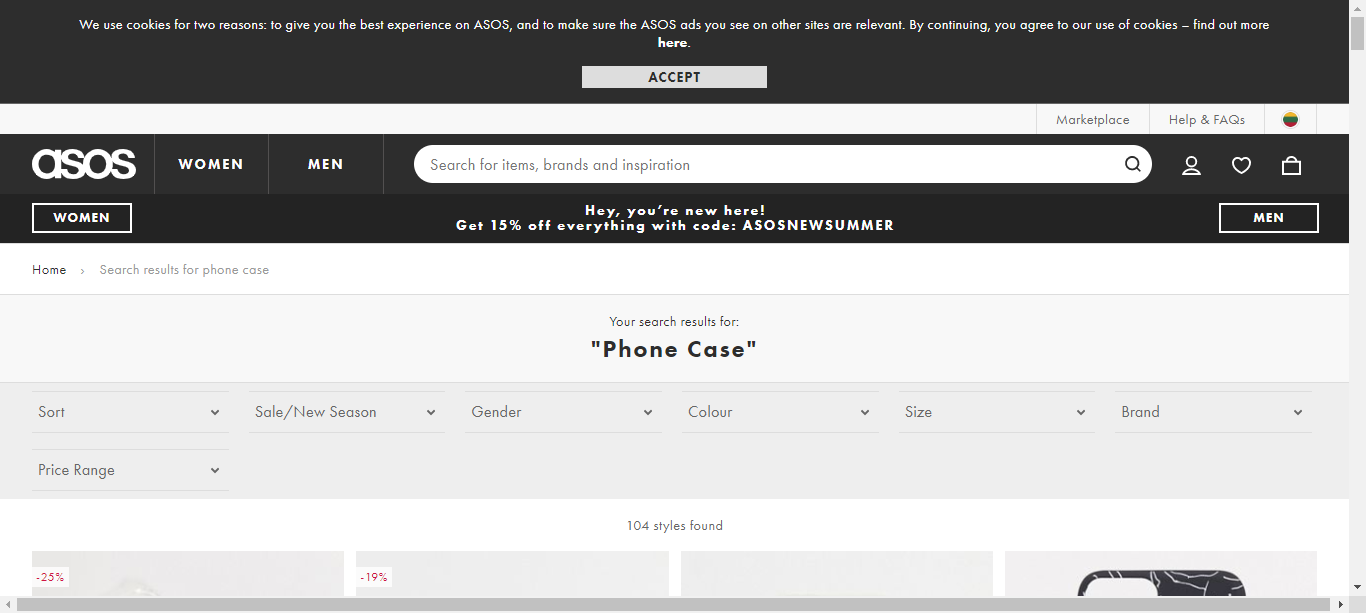 We use cookies for two reasons: to give you the best experience on ASOS, and to make sure the ASOS ads you see on other sites are relevant. By continuing, you agree to our use of cookies – find out more
here.
ACCEPT
Marketplace
Help & FAQs
asos
WOMEN
MEN
Search for items, brands and inspiration
WOMEN
Hey, you’re new here!
Get 15% off everything with code: ASOSNEWSUMMER
MEN
Home › Search results for phone case
Your search results for:
"Phone Case"
Sort
Sale/New Season
Gender
Colour
Size
Brand
Price Range
104 styles found
-25%
-19%